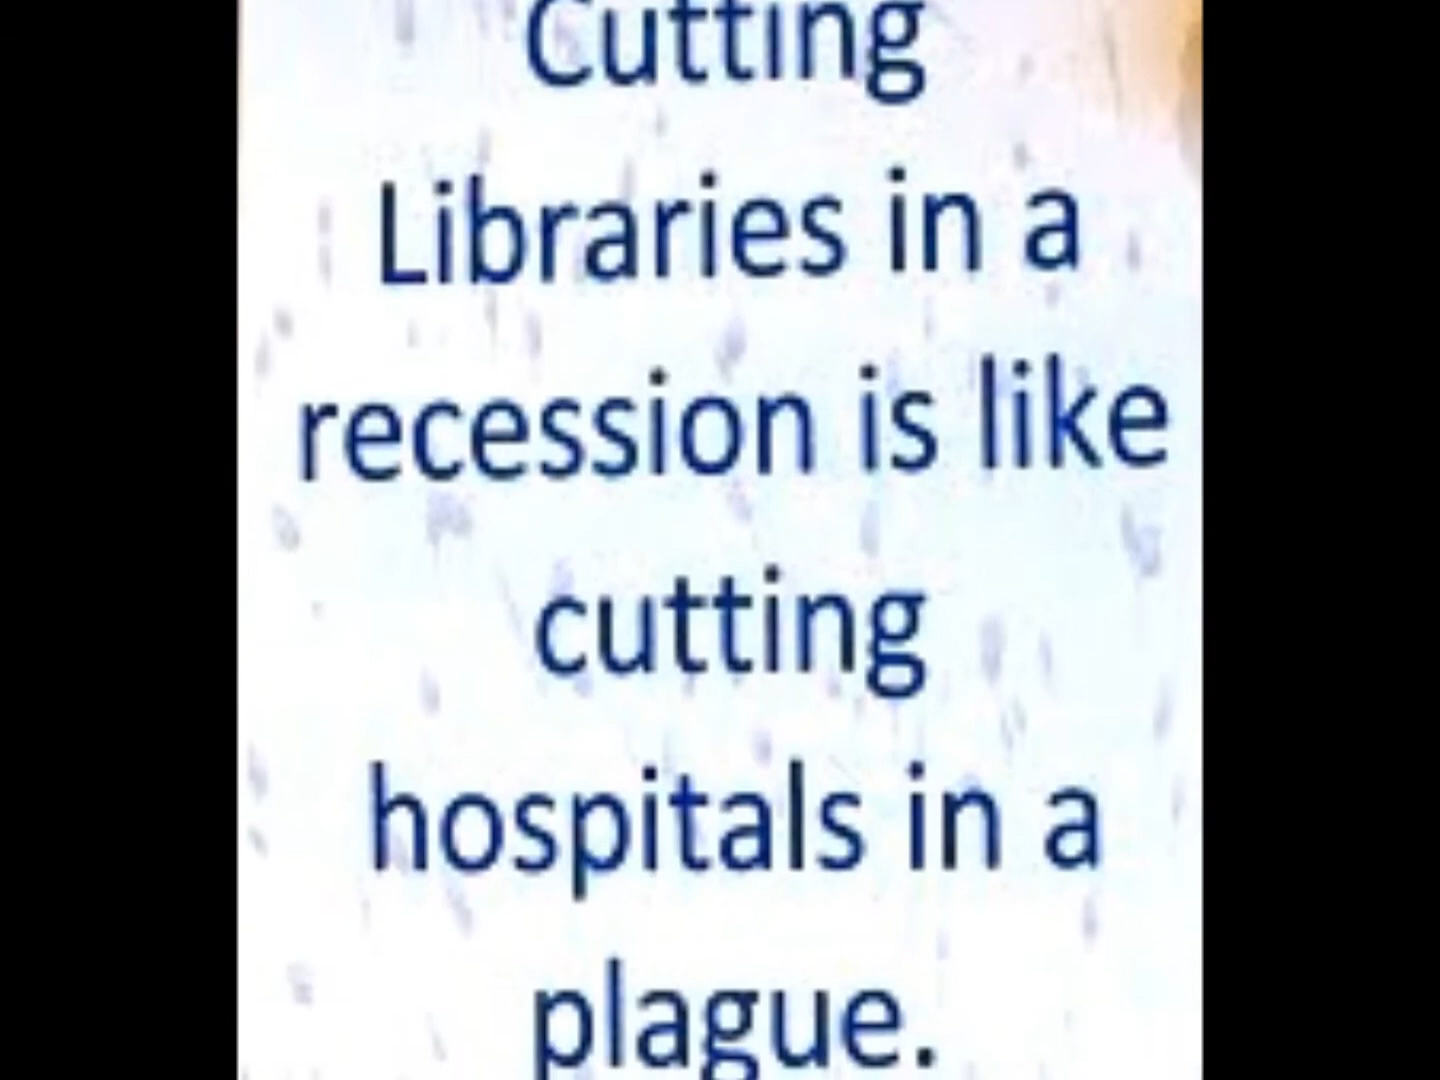 Cutting
Libraries in a
recession is like
cutting
hospitals in a
plague.